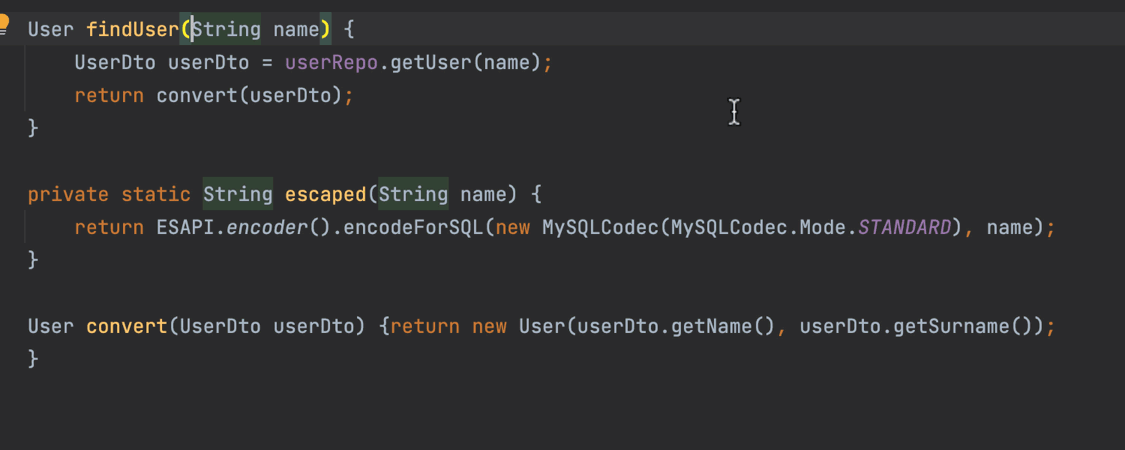 User findUser(String name) {
UserDto userDto = userRepo.getUser(name);
return convert(userDto);
}
private static String escaped(String name) {
return ESAPI.encoder().encodeForSQL(new MySQLCodec(MySQLCodec.Mode.STANDARD), name);
}
User convert(UserDto userDto) {return new User(userDto.getName(), userDto.getSurname());
}